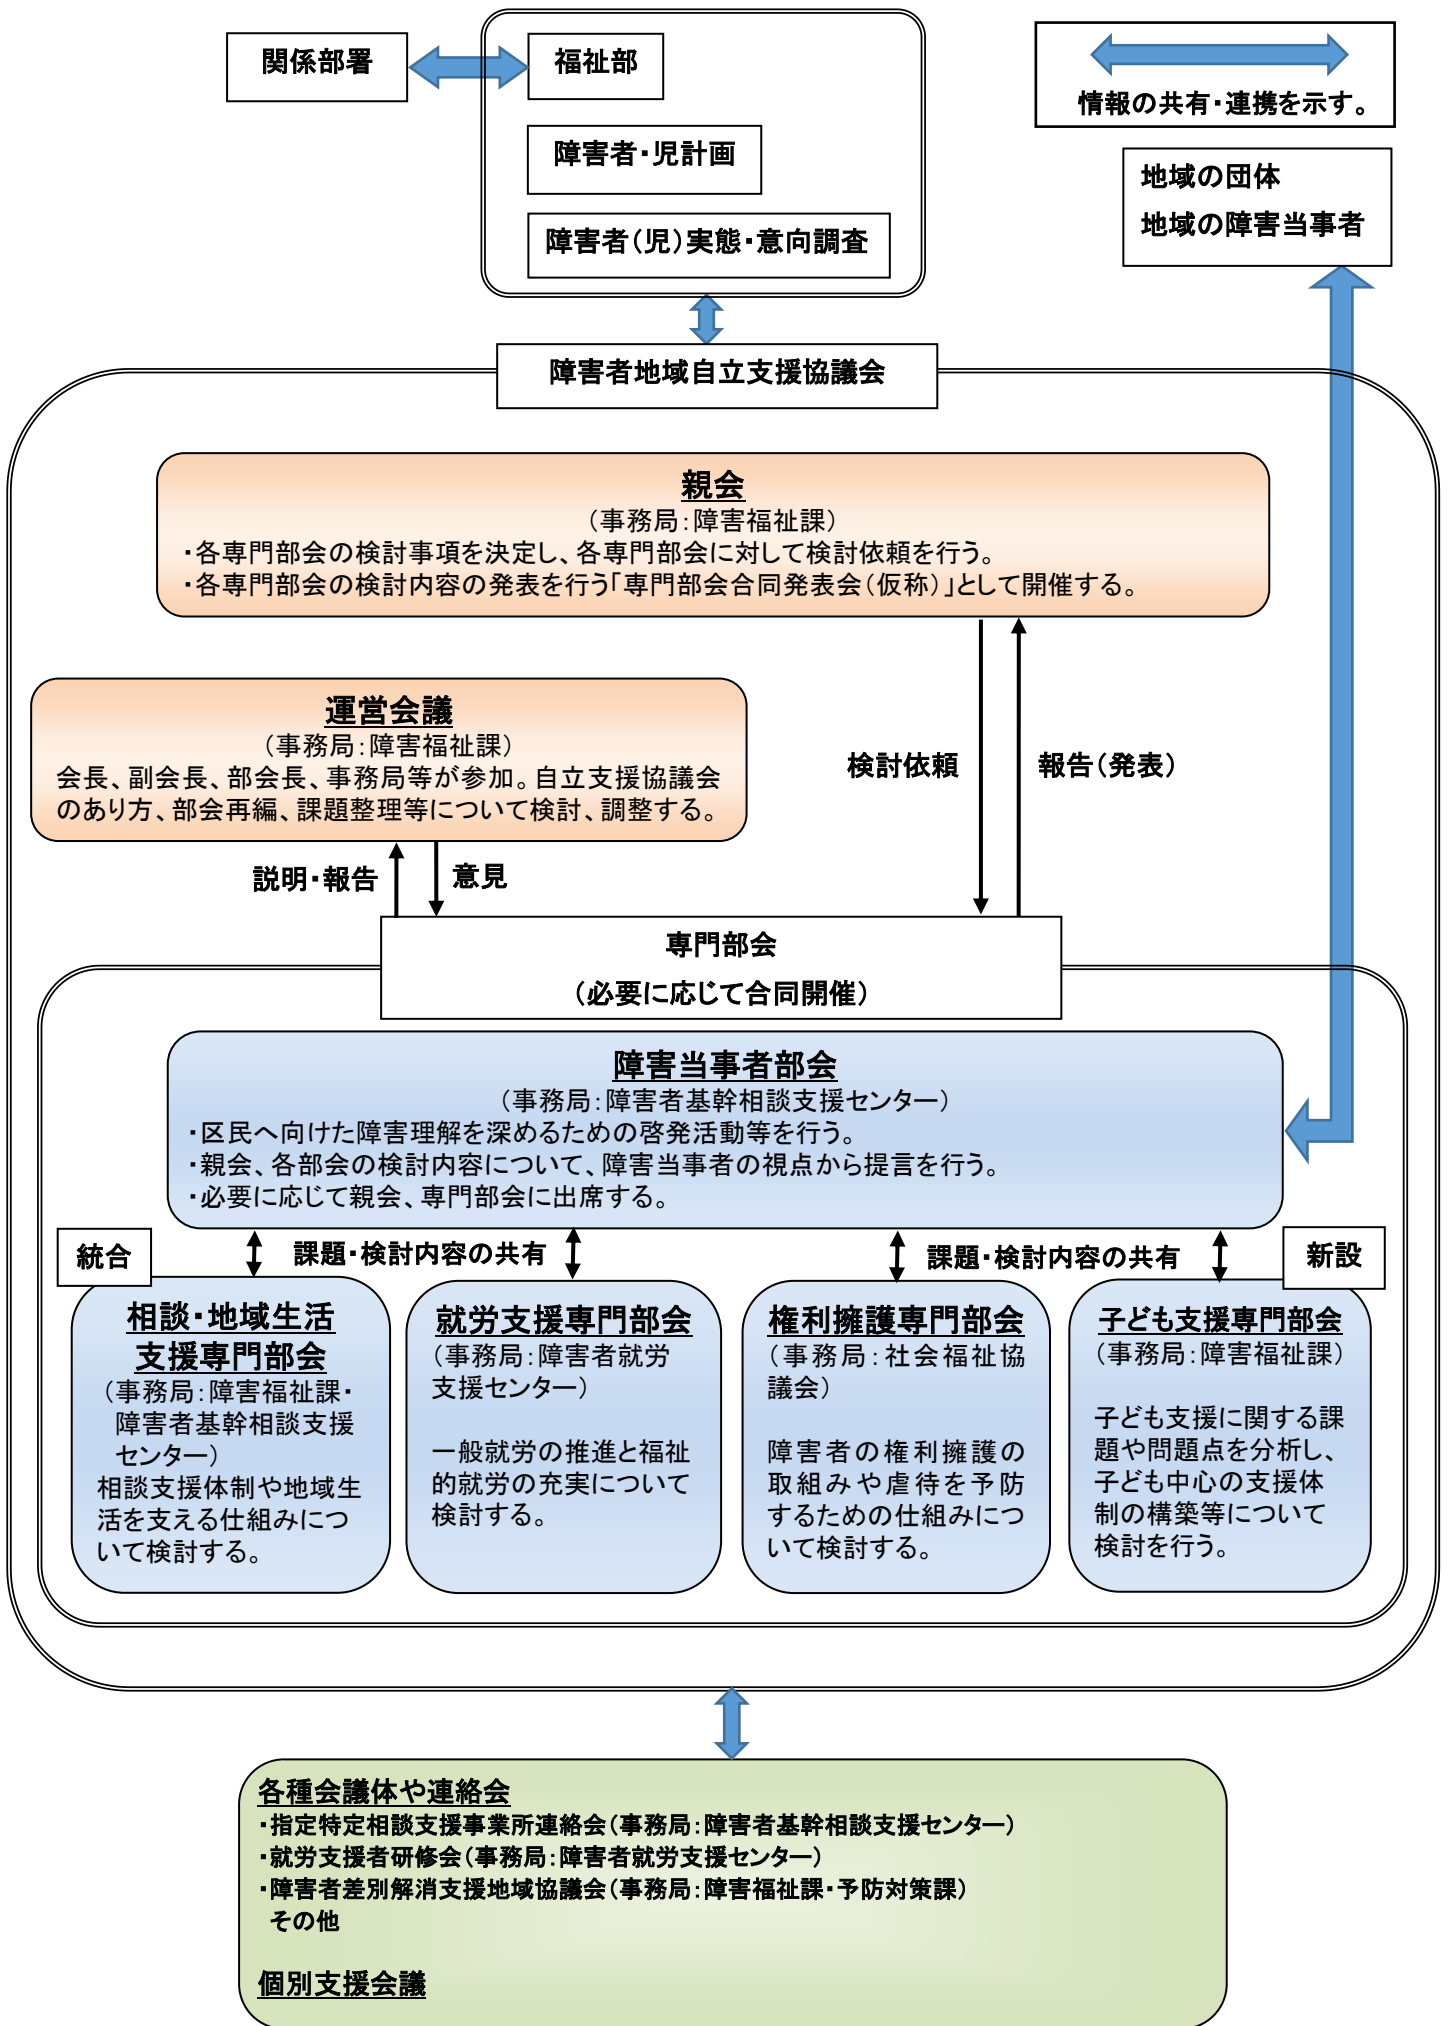 関係部署
福祉部
障害者・児計画
障害者（児）実態・意向調査
情報の共有・連携を示す。
地域の団体
地域の障害当事者
障害者地域自立支援協議会
親会
（事務局：障害福祉課）
・各専門部会の検討事項を決定し、各専門部会に対して検討依頼を行う。
・各専門部会の検討内容の発表を行う「専門部会合同発表会（仮称）」として開催する。
運営会議
（事務局：障害福祉課）
会長、副会長、部会長、事務局等が参加。自立支援協議会
のあり方、部会再編、課題整理等について検討、調整する。
検討依頼
報告（発表）
説明・報告
意見
専門部会
（必要に応じて合同開催）
障害当事者部会
（事務局：障害者基幹相談支援センター）
・区民へ向けた障害理解を深めるための啓発活動等を行う。
・親会、各部会の検討内容について、障害当事者の視点から提言を行う。
・必要に応じて親会、専門部会に出席する。
統合
課題・検討内容の共有
課題・検討内容の共有
新設
相談・地域生活
支援専門部会
（事務局：障害福祉課・
障害者基幹相談支援
センター）
相談支援体制や地域生
活を支える仕組みにつ
いて検討する。
就労支援専門部会
（事務局：障害者就労
支援センター）
一般就労の推進と福祉
的就労の充実について
検討する。
権利擁護専門部会
（事務局：社会福祉協
議会）
障害者の権利擁護の
取組みや虐待を予防
するための仕組みにつ
いて検討する。
子ども支援専門部会
（事務局：障害福祉課）
子ども支援に関する課
題や問題点を分析し、
子ども中心の支援体
制の構築等について
検討を行う。
各種会議体や連絡会
・指定特定相談支援事業所連絡会（事務局：障害者基幹相談支援センター）
・就労支援者研修会（事務局：障害者就労支援センター）
・障害者差別解消支援地域協議会（事務局：障害福祉課・予防対策課）
その他
個別支援会議